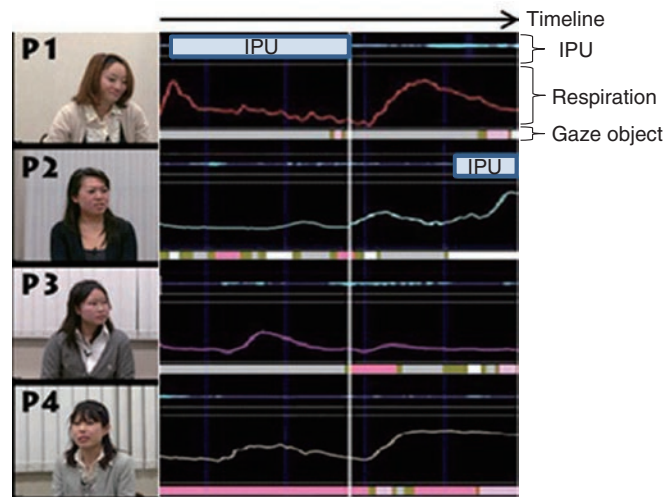 Timeline
P1
IPU
IPU
Respiration
Gaze object
P2
IPU
P3
P4